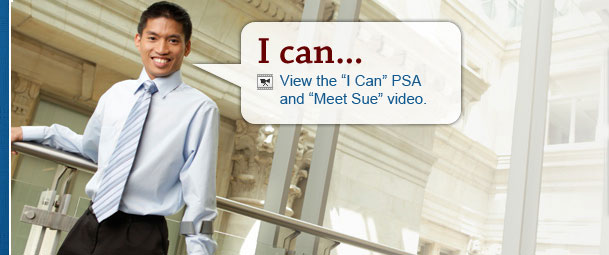 I can...
View the “I Can” PSA
and “Meet Sue” video.